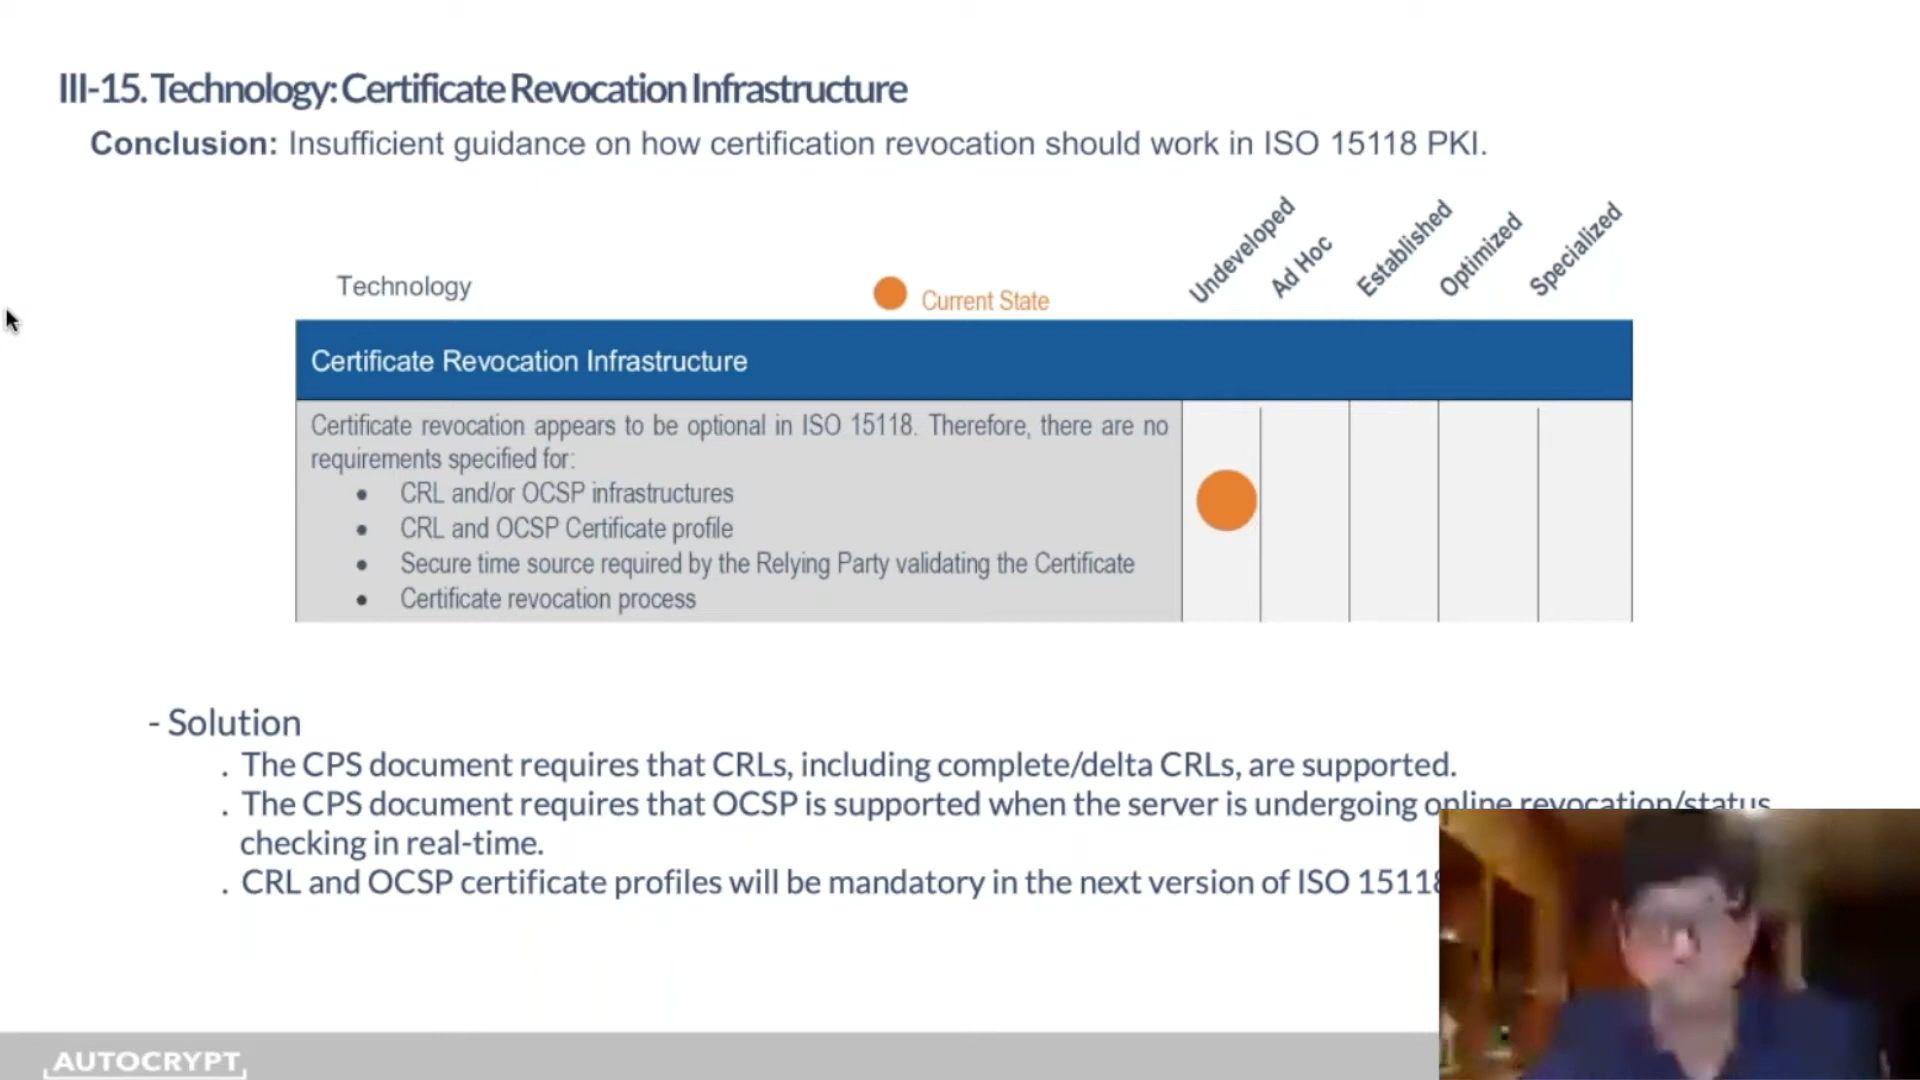 III-15. Technology: Certificate Revocation Infrastructure
Conclusion: Insufficient guidance on how certification revocation should work in ISO 15118 PKI.
Technology
Current State
Undeveloped
Ad Hoc
Established
Optimized
Specialized
Certificate Revocation Infrastructure
Certificate revocation appears to be optional in ISO 15118. Therefore, there are no
requirements specified for:
• CRL and/or OCSP infrastructures
• CRL and OCSP Certificate profile
• Secure time source required by the Relying Party validating the Certificate
• Certificate revocation process
- Solution
. The CPS document requires that CRLs, including complete/delta CRLs, are supported.
. The CPS document requires that OCSP is supported when the server is undergoing online revocation/status
checking in real-time.
. CRL and OCSP certificate profiles will be mandatory in the next version of ISO 15118
AUTOCRYPT